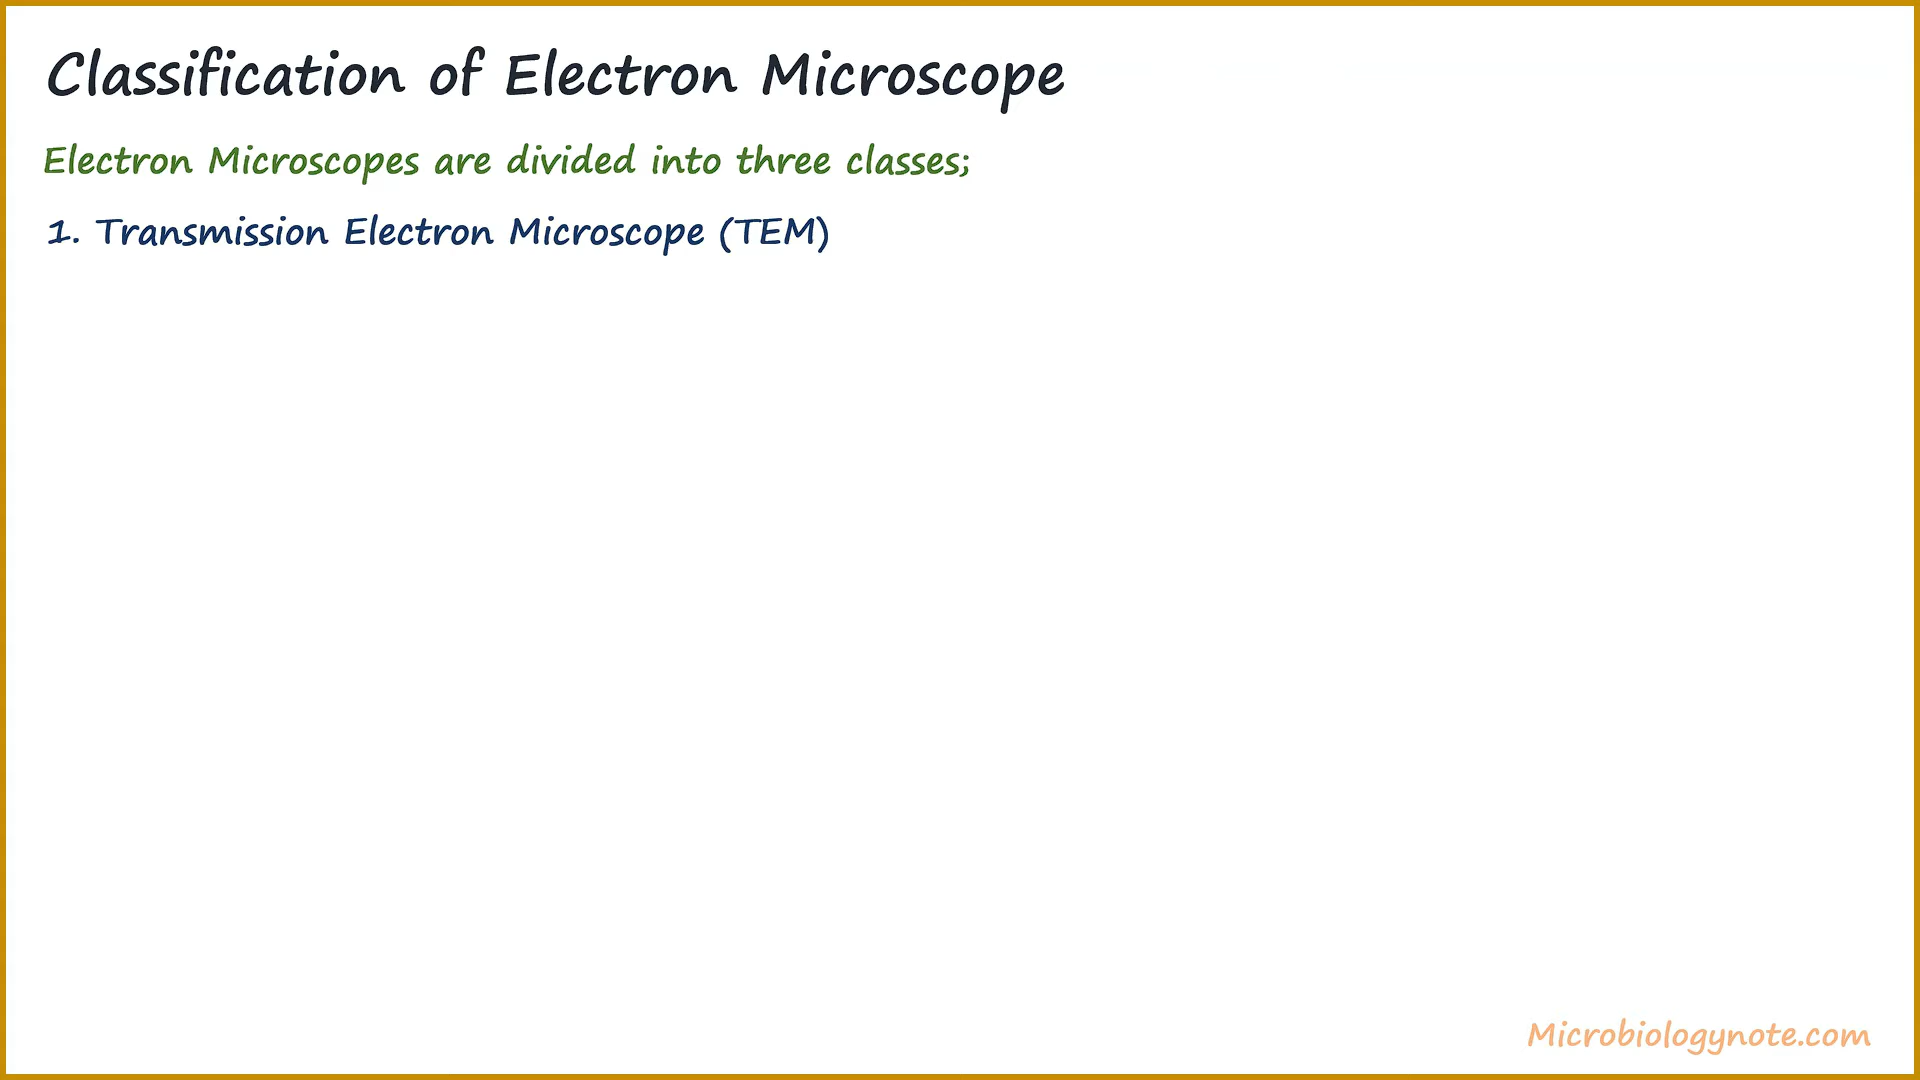 Classification of Electron Microscope
Electron Microscopes are divided into three classes;
1. Transmission Electron Microscope (TEM)
Microbiologynote.com